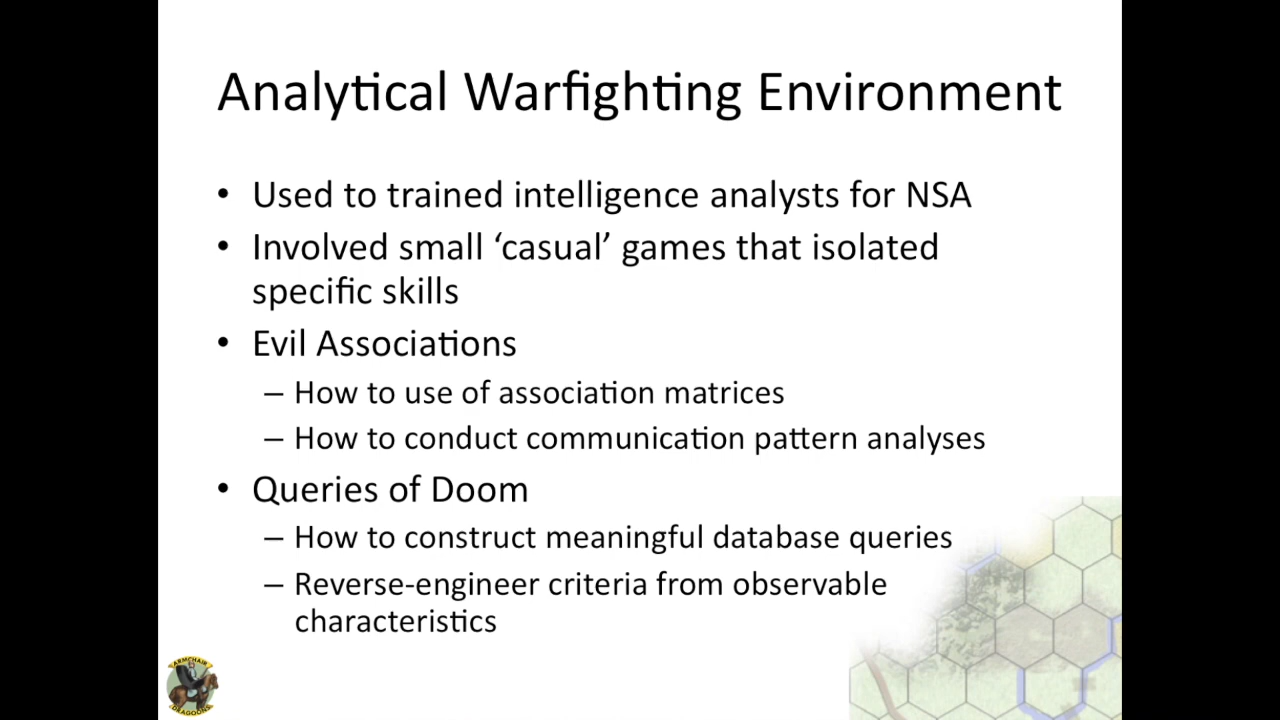 Analytical Warfighting Environment
• Used to trained intelligence analysts for NSA
• Involved small ‘casual’ games that isolated
specific skills
• Evil Associations
– How to use of association matrices
– How to conduct communication pattern analyses
• Queries of Doom
– How to construct meaningful database queries
– Reverse-engineer criteria from observable
characteristics
ARMCHAIR
DRAGOONS